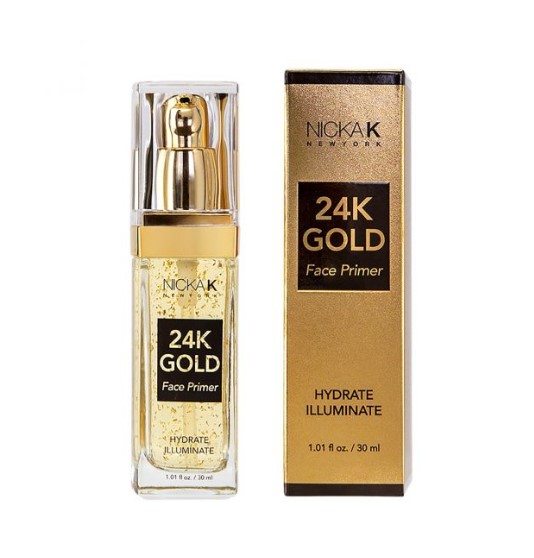 NICKA K
NEW YORK
24K
GOLD
Face Primer
HYDRATE
ILLUMINATE
1.01 fl oz. / 30 ml
NICKA K
NEW YORK
24K
GOLD
Face Primer
HYDRATE
ILLUMINATE
1.01 fl oz. / 30 ml